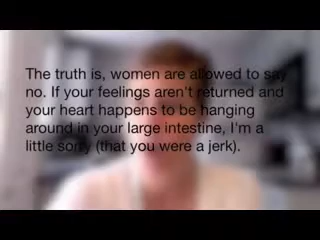 The truth is, women are allowed to say
no. If your feelings aren't returned and
your heart happens to be hanging
around in your large intestine, I'm a
little sorry (that you were a jerk).